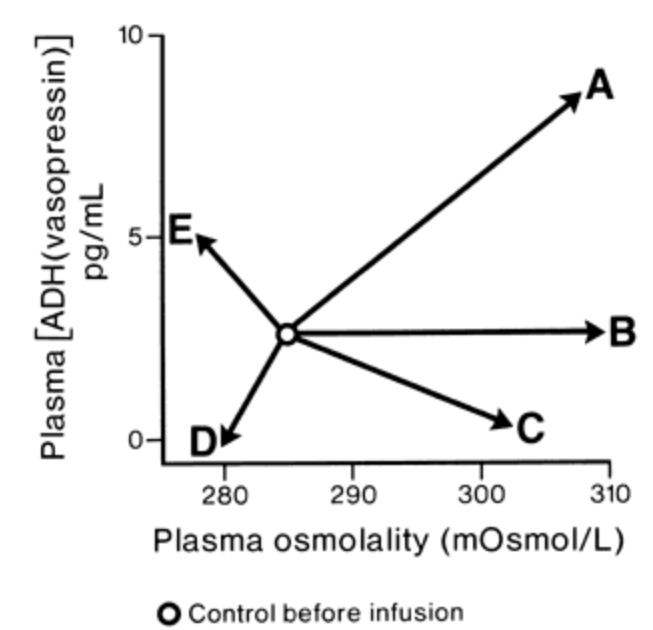 Plasma [ADH(vasopressin)]
pg/mL
10
5
0
A
E
B
C
D
280 290 300 310
Plasma osmolality (mOsmol/L)
Control before infusion